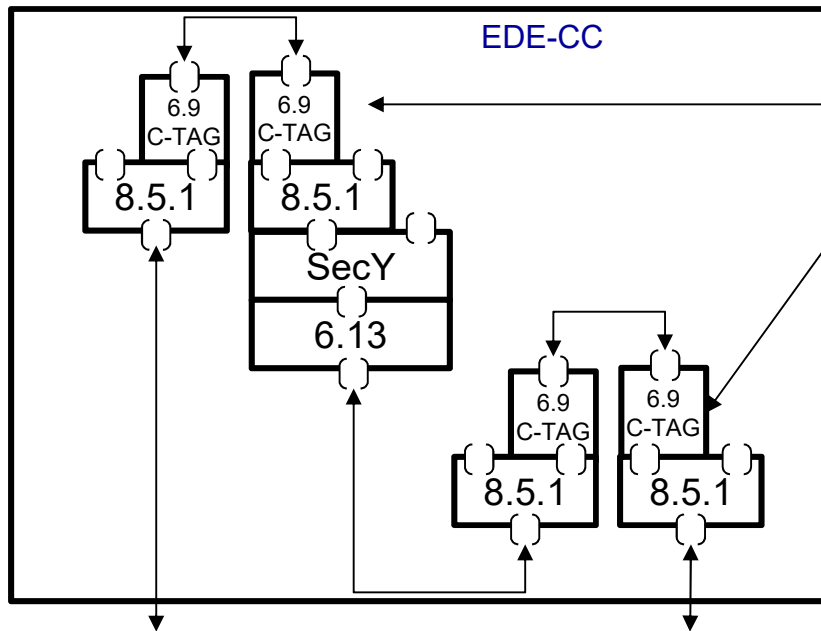 EDE-CC
6.9
C-TAG
6.9
C-TAG
8.5.1
8.5.1
SecY
6.13
6.9
C-TAG
6.9
C-TAG
8.5.1
8.5.1